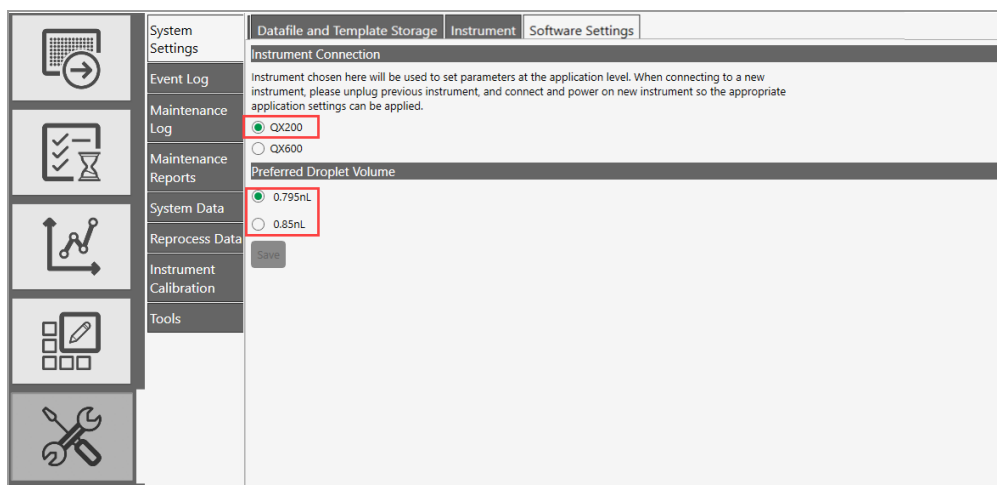 System
Settings
Event Log
Maintenance
Log
Maintenance
Reports
System Data
Reprocess Data
Instrument
Calibration
Tools
Datafile and Template Storage
Instrument
Software Settings
Instrument Connection
Instrument chosen here will be used to set parameters at the application level. When connecting to a new
instrument, please unplug previous instrument, and connect and power on new instrument so the appropriate
application settings can be applied.
QX200
QX600
Preferred Droplet Volume
0.795nL
0.85nL
Save